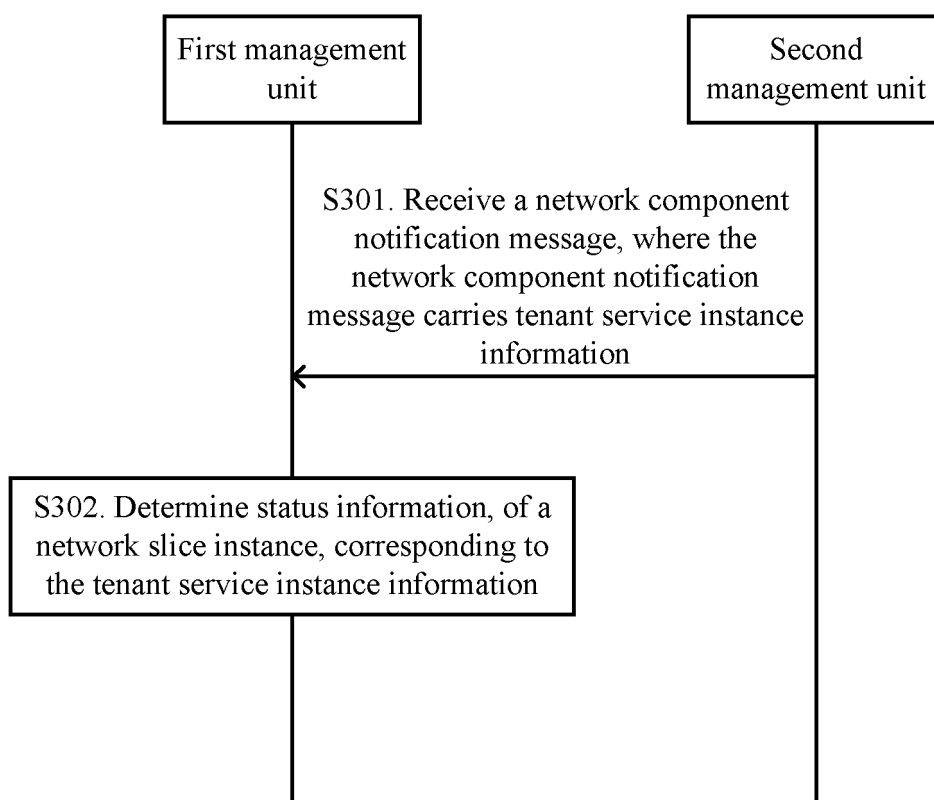 First management
unit
Second
management unit
S301. Receive a network component
notification message, where the
network component notification
message carries tenant service instance
information
S302. Determine status information, of a
network slice instance, corresponding to
the tenant service instance information